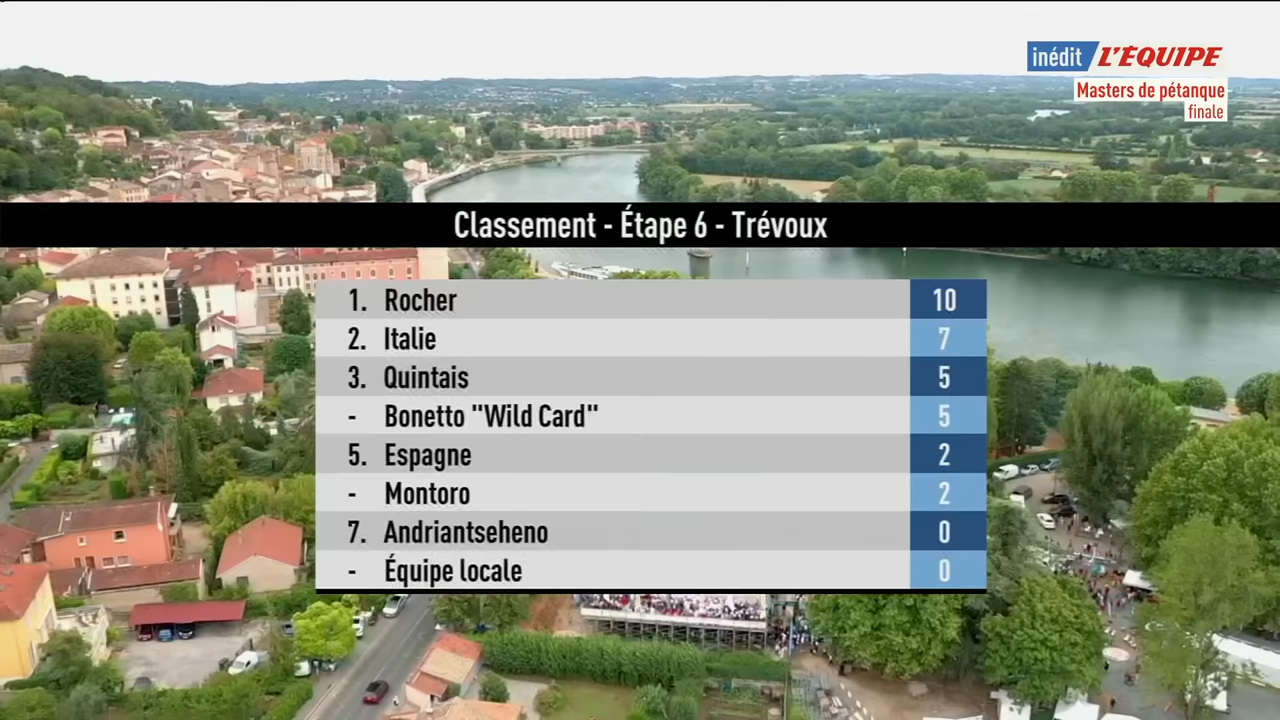 inédit L'ÉQUIPE
Masters de pétanque
finale
Classement - Étape 6 - Trévoux
1. Rocher 10
2. Italie 7
3. Quintais 5
- Bonetto "Wild Card" 5
5. Espagne 2
- Montoro 2
7. Andriantseheno 0
- Équipe locale 0